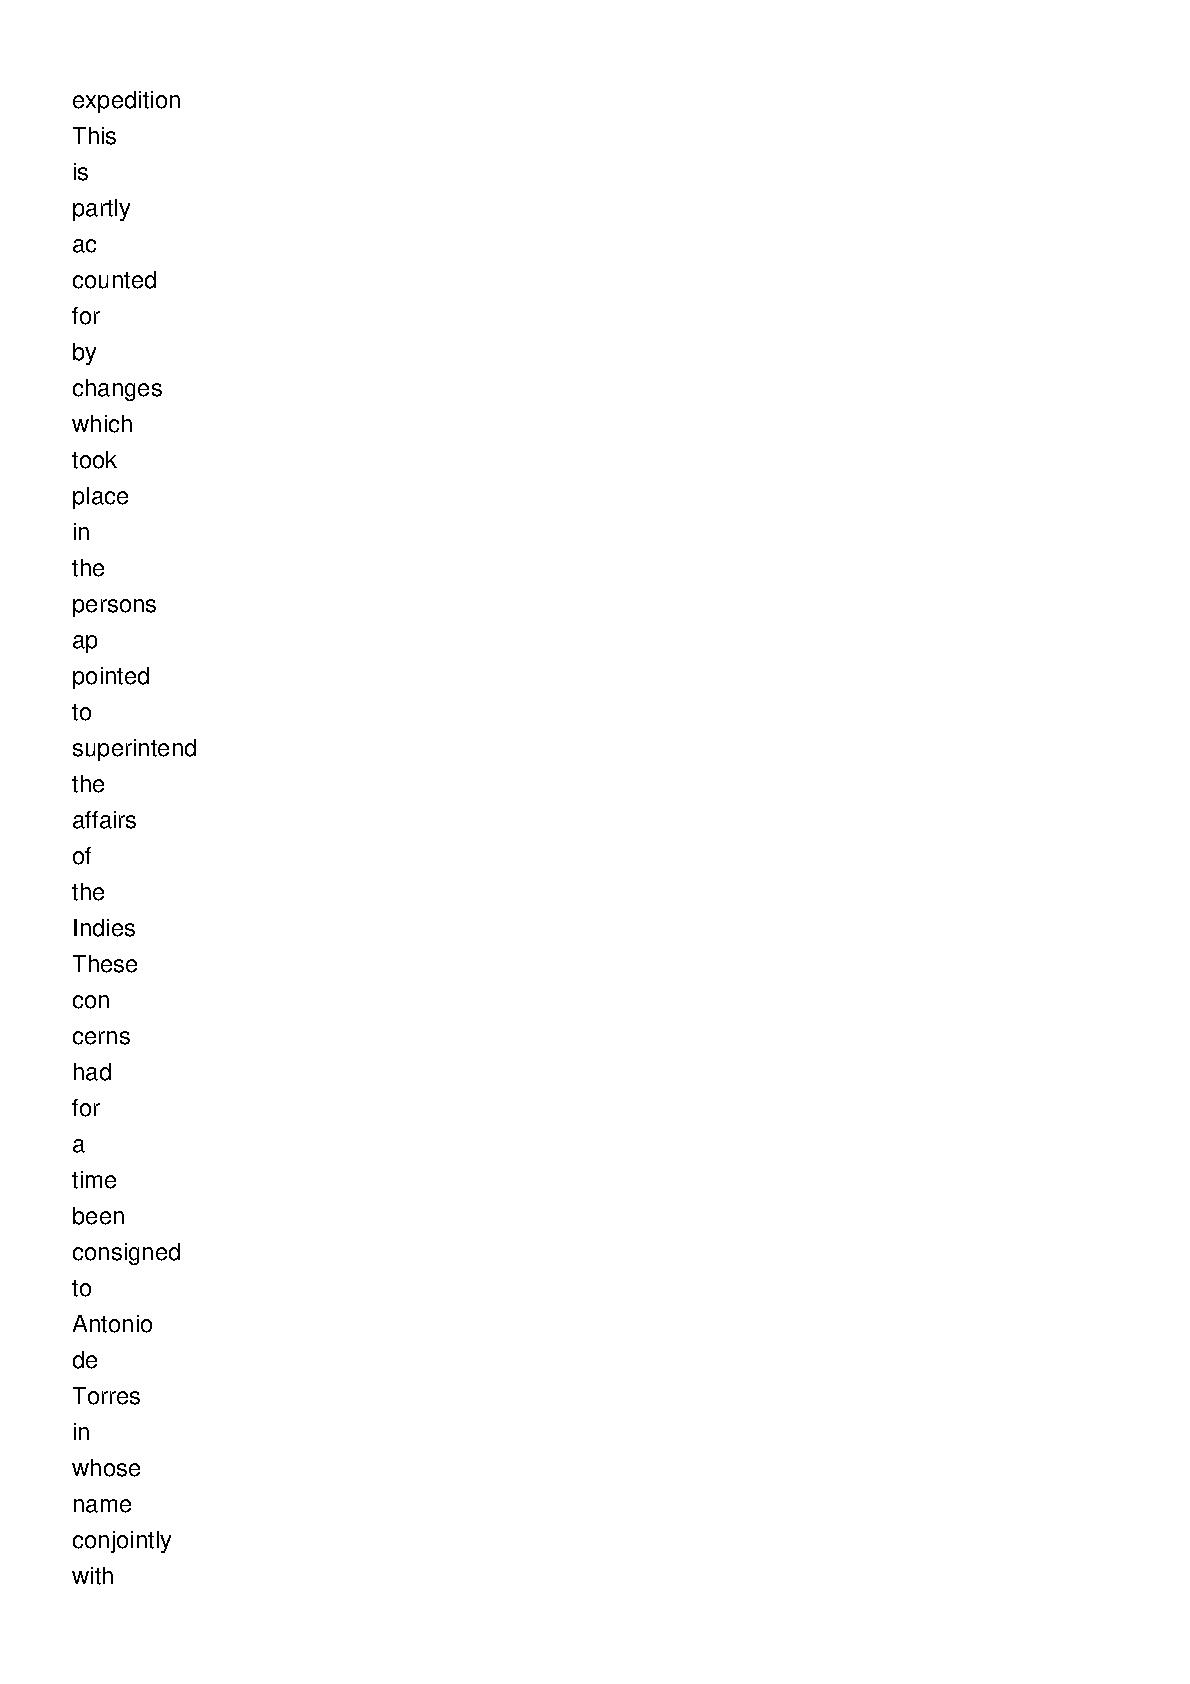 expedition
This
is
partly
ac
counted
for
by
changes
which
took
place
in
the
persons
ap
pointed
to
superintend
the
affairs
of
the
Indies
These
con
cerns
had
for
a
time
been
consigned
to
Antonio
de
Torres
in
whose
name
conjointly
with